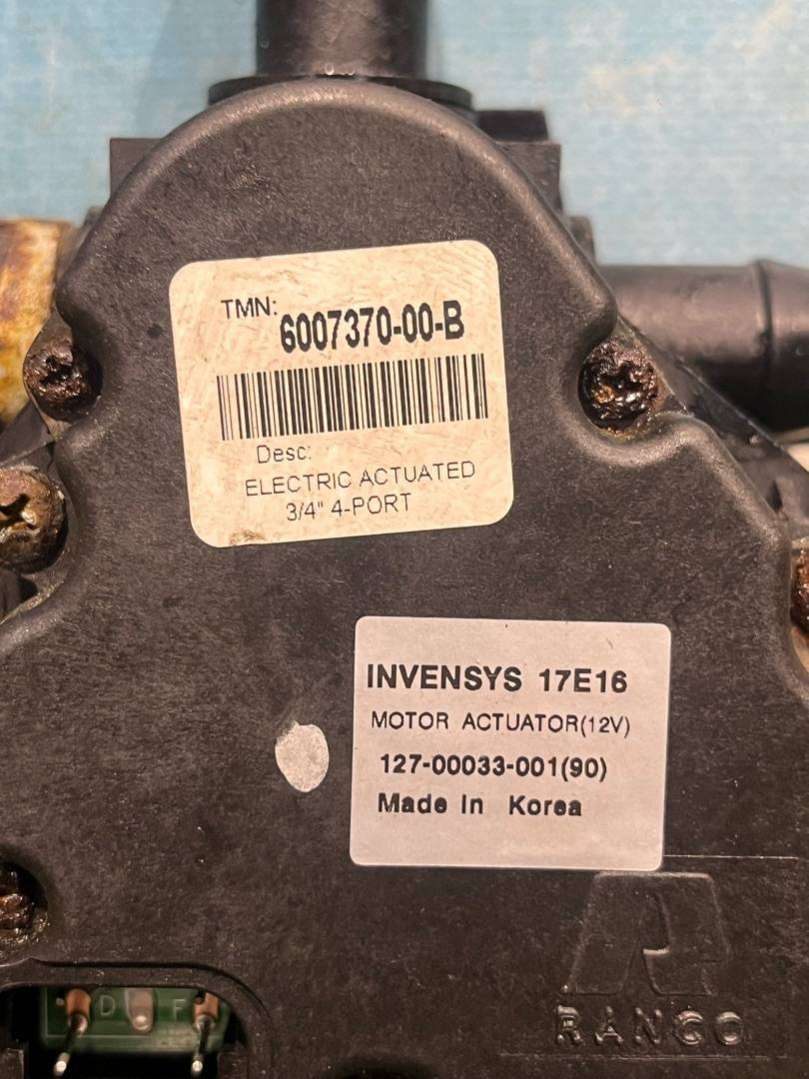 TMN:
6007370-00-B
Desc:
ELECTRIC ACTUATED
3/4" 4-PORT
INVENSYS 17E16
MOTOR ACTUATOR(12V)
127-00033-001(90)
Made In Korea
R
RANCO
D F